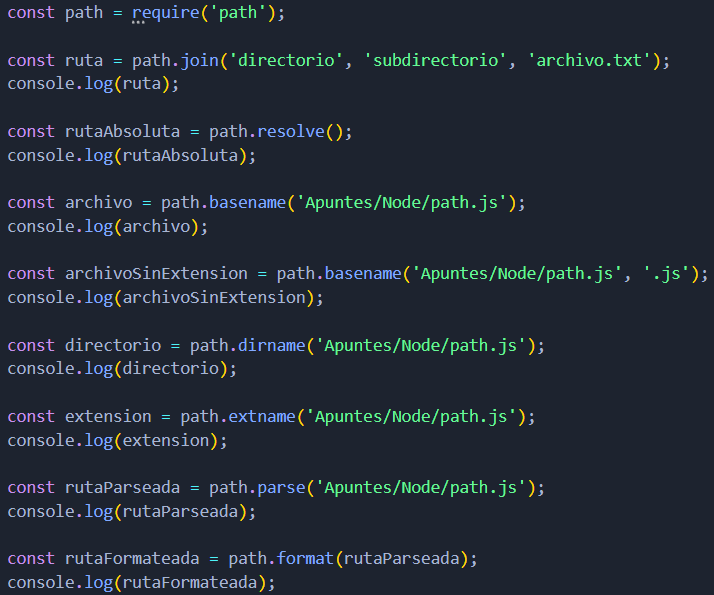 const path = require('path');
const ruta = path.join('directorio', 'subdirectorio', 'archivo.txt');
console.log(ruta);
const rutaAbsoluta = path.resolve();
console.log(rutaAbsoluta);
const archivo = path.basename('Apuntes/Node/path.js');
console.log(archivo);
const archivoSinExtension = path.basename('Apuntes/Node/path.js', '.js');
console.log(archivoSinExtension);
const directorio = path.dirname('Apuntes/Node/path.js');
console.log(directorio);
const extension = path.extname('Apuntes/Node/path.js');
console.log(extension);
const rutaParseada = path.parse('Apuntes/Node/path.js');
console.log(rutaParseada);
const rutaFormateada = path.format(rutaParseada);
console.log(rutaFormateada);